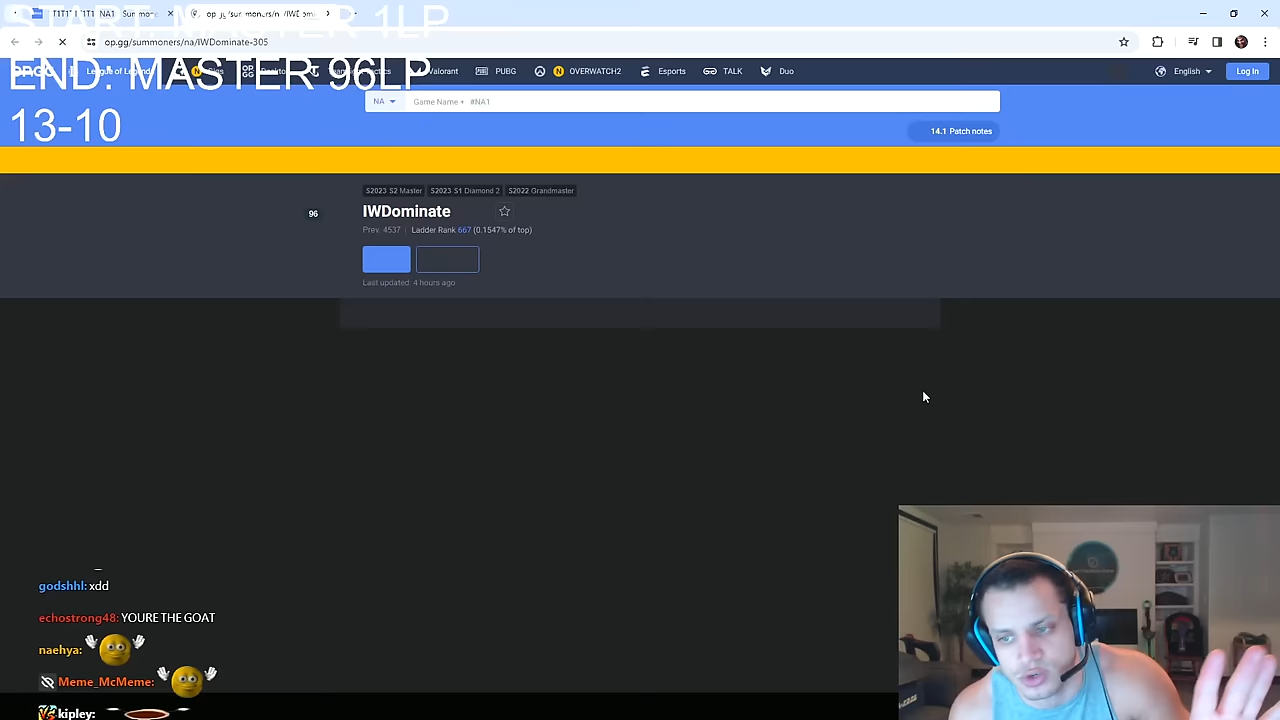 START: MASTER 1LP
op.gg/summoners/na/IWDominate-305
END: MASTER 96LP
Valorant PUBG N OVERWATCH2 Esports TALK Duo English Log In
13-10
NA Game Name + #NA1
14.1 Patch notes
S2023 S2 Master S2023 S1 Diamond 2 S2022 Grandmaster
96 IWDominate
Prev. 4537 Ladder Rank 667 (0.1547% of top)
Last updated: 4 hours ago
godshhl: xdd
echostrong48: YOURE THE GOAT
naehya:
Meme_McMeme:
kipley: